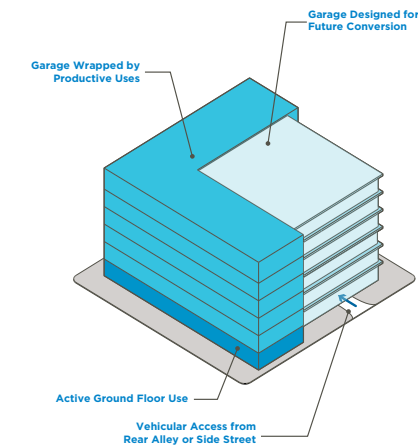 Garage Designed for
Future Conversion
Garage Wrapped by
Productive Uses
Active Ground Floor Use
Vehicular Access from
Rear Alley or Side Street